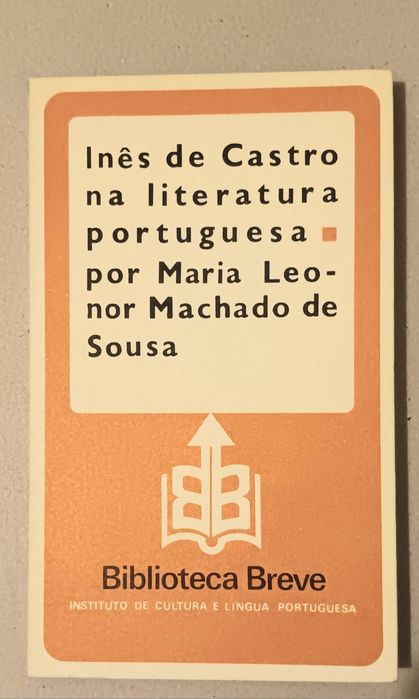 Inês de Castro
na literatura
portuguesa
por Maria Leo-
nor Machado de
Sousa
BB
Biblioteca Breve
INSTITUTO DE CULTURA E LÍNGUA PORTUGUESA